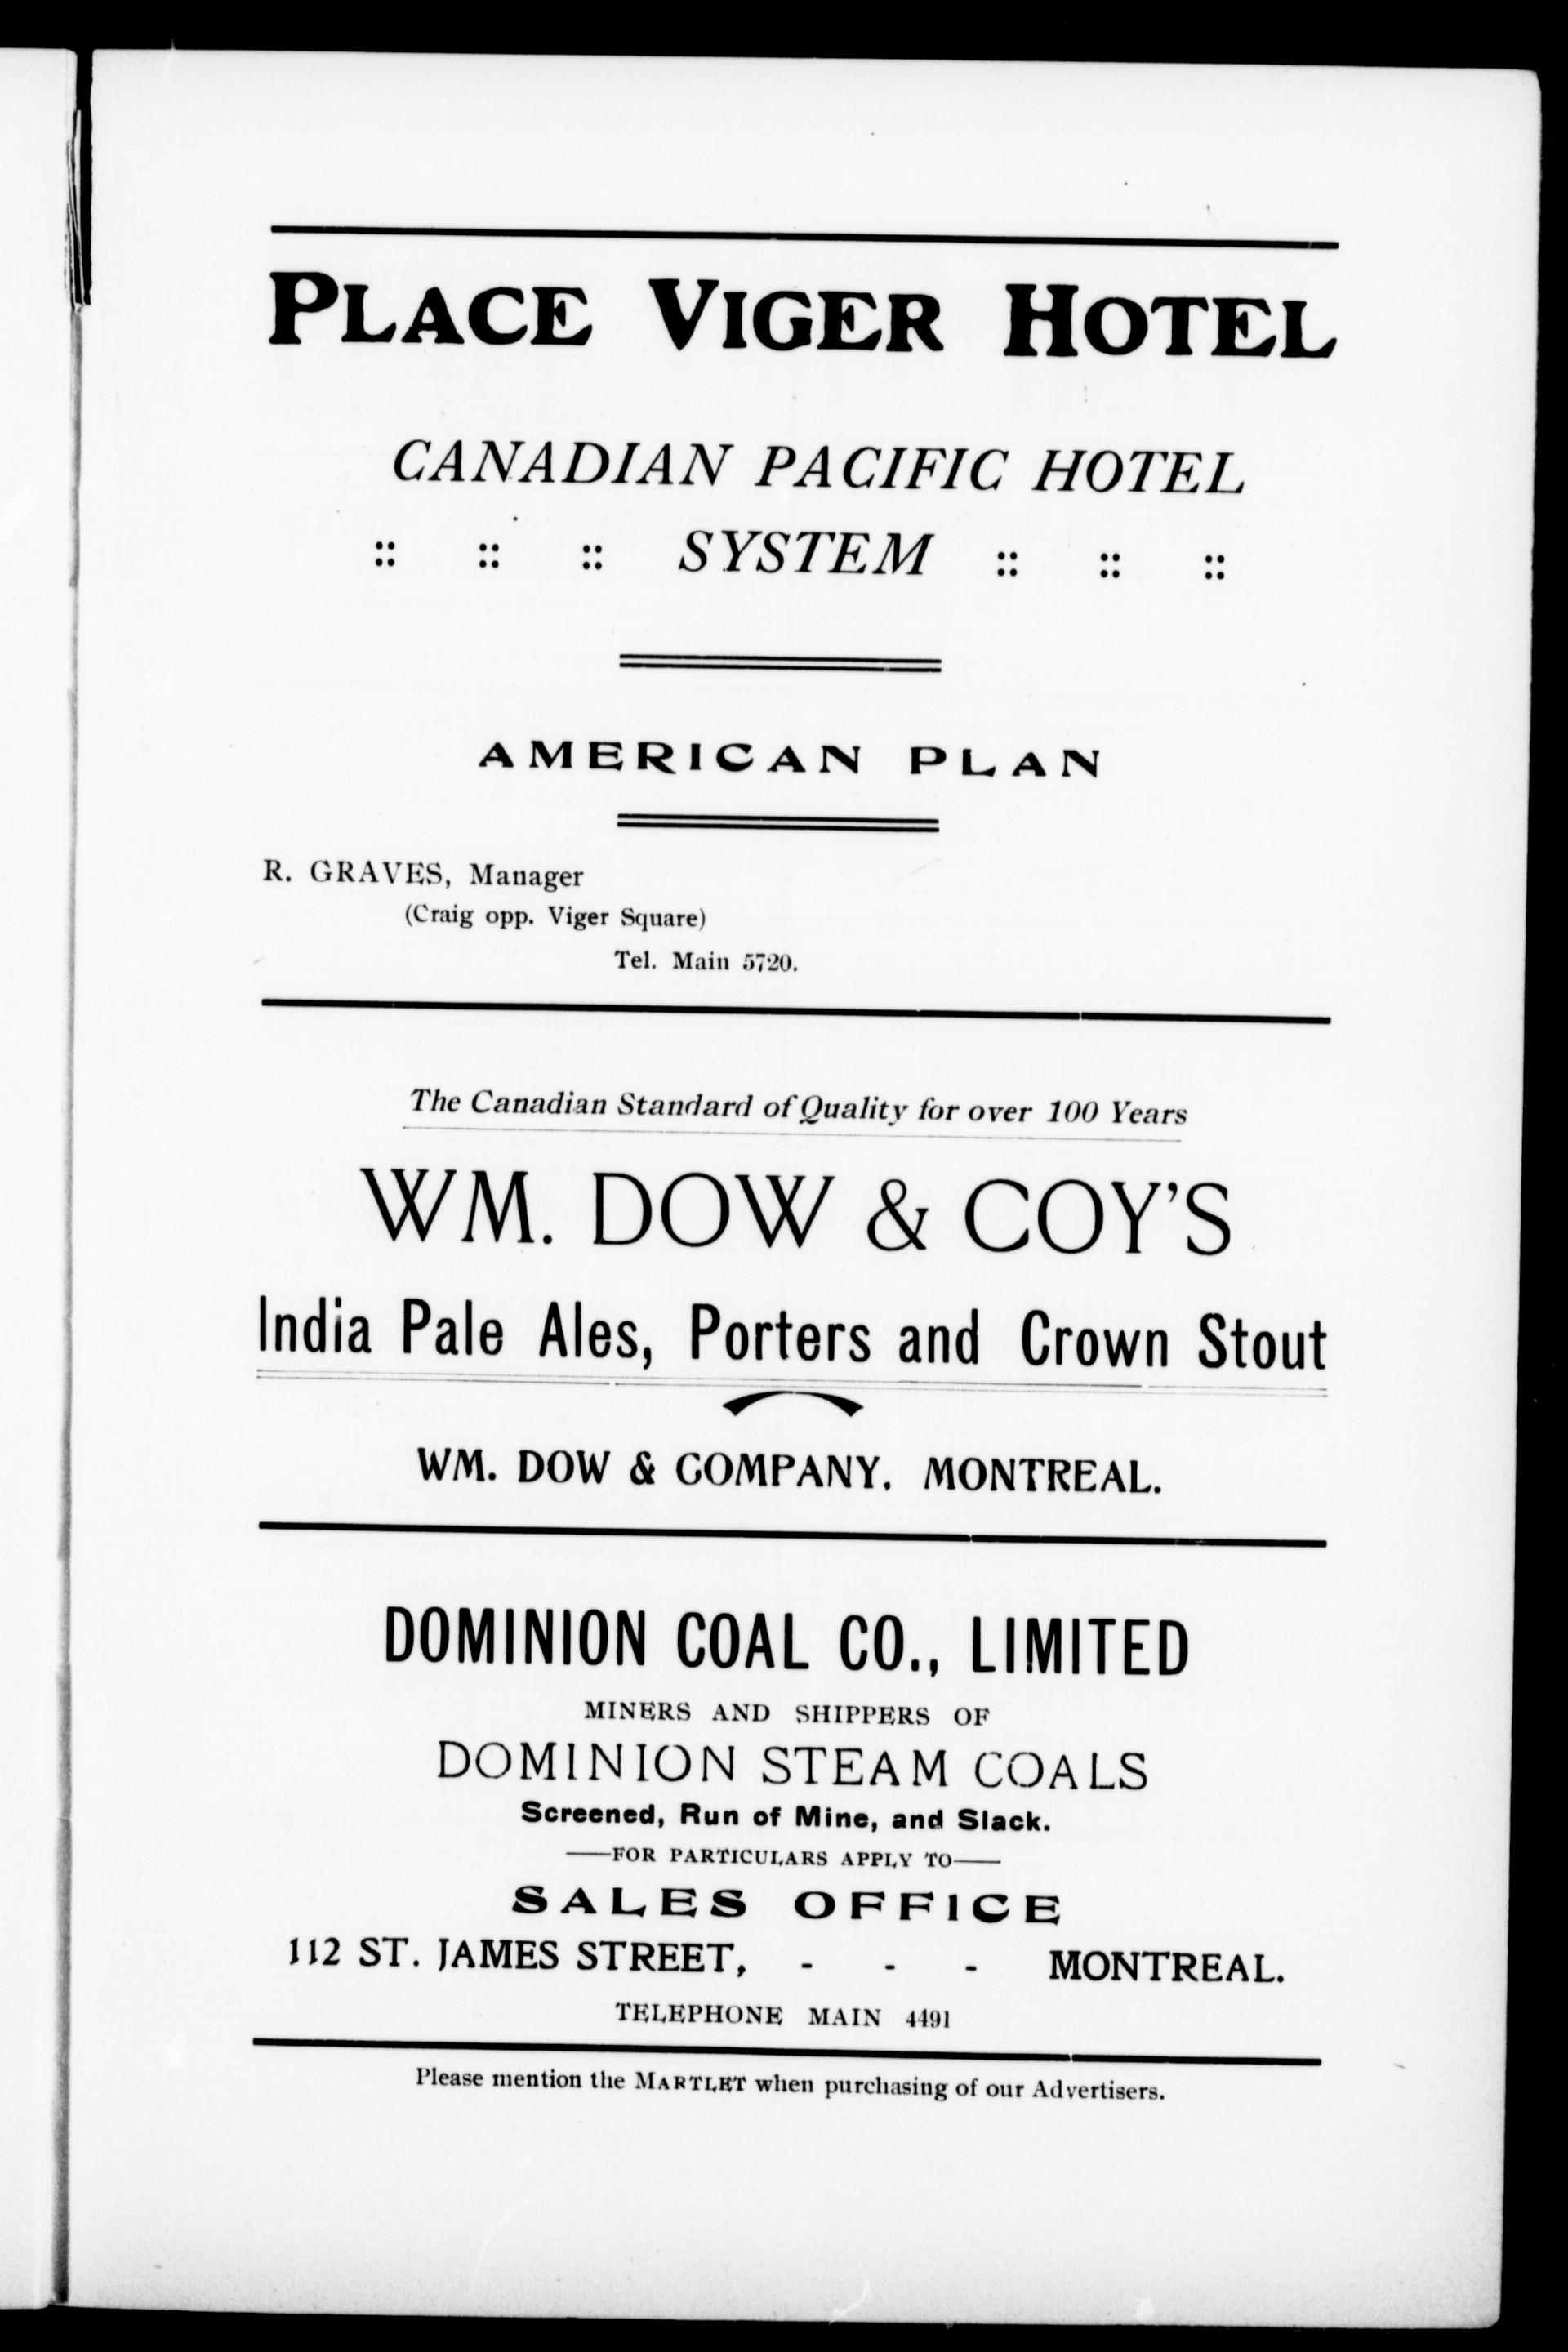 PLACE VIGER HOTEL
CANADIAN PACIFIC HOTEL
:: :: :: SYSTEM :: :: ::
AMERICAN PLAN
R. GRAVES, Manager
(Craig opp. Viger Square)
Tel. Main 5720.
The Canadian Standard of Quality for over 100 Years
WM. DOW & COY'S
India Pale Ales, Porters and Crown Stout
WM. DOW & COMPANY. MONTREAL.
DOMINION COAL CO., LIMITED
MINERS AND SHIPPERS OF
DOMINION STEAM COALS
Screened, Run of Mine, and Slack.
——FOR PARTICULARS APPLY TO——
SALES OFFICE
112 ST. JAMES STREET, - - - MONTREAL.
TELEPHONE MAIN 4491
Please mention the MARTLET when purchasing of our Advertisers.